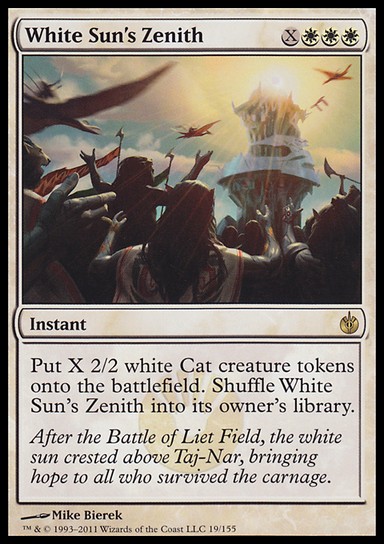 White Sun's Zenith X
Instant
Put X 2/2 white Cat creature tokens
onto the battlefield. Shuffle White
Sun's Zenith into its owner's library.
After the Battle of Liet Field, the white
sun crested above Taj-Nar, bringing
hope to all who survived the carnage.
Mike Bierek
™ & © 1993–2011 Wizards of the Coast LLC 19/155